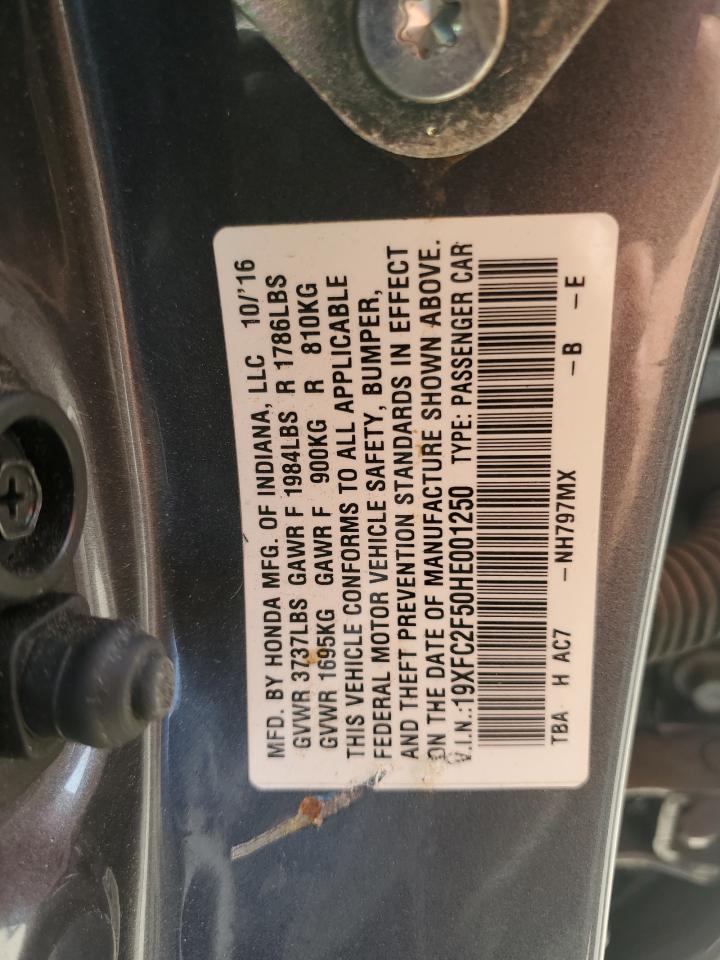 MFD. BY HONDA MFG. OF INDIANA, LLC 10/'16
GVWR 3737LBS GAWR F 1984LBS R 1786LBS
GVWR 1695KG GAWR F 900KG R 810KG
THIS VEHICLE CONFORMS TO ALL APPLICABLE
FEDERAL MOTOR VEHICLE SAFETY, BUMPER,
AND THEFT PREVENTION STANDARDS IN EFFECT
ON THE DATE OF MANUFACTURE SHOWN ABOVE.
V.I.N.:19XFC2F50HE001250 TYPE: PASSENGER CAR
TBA H AC7 –NH797MX –B –E